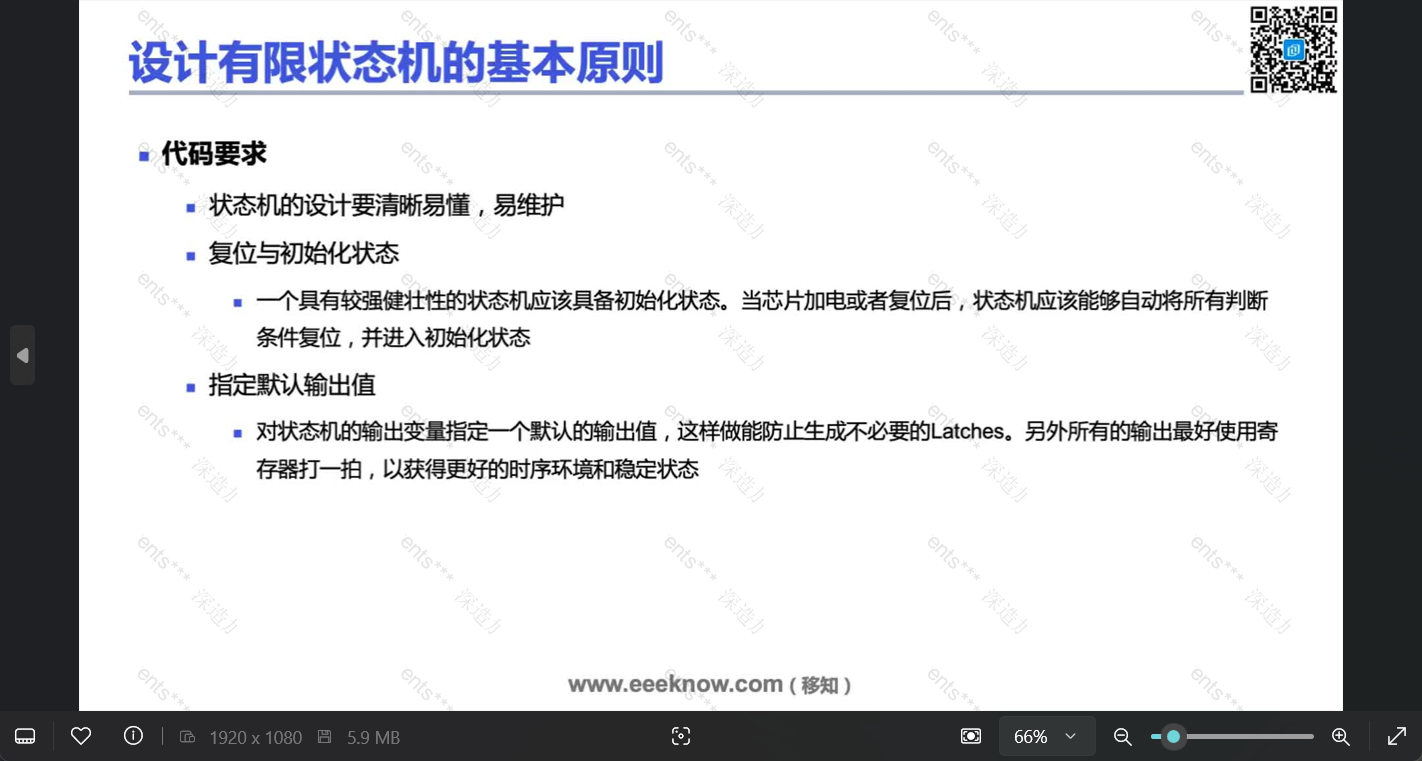 设计有限状态机的基本原则
代码要求
状态机的设计要清晰易懂，易维护
复位与初始化状态
一个具有较强健壮性的状态机应该具备初始化状态。当芯片加电或者复位后，状态机应该能够自动将所有判断
条件复位，并进入初始化状态
指定默认输出值
对状态机的输出变量指定一个默认的输出值，这样做能防止生成不必要的Latches。另外所有的输出最好使用寄
存器打一拍，以获得更好的时序环境和稳定状态
www.eeeknow.com（移知）
ents*** 深造
1920 x 1080 5.9 MB 66%